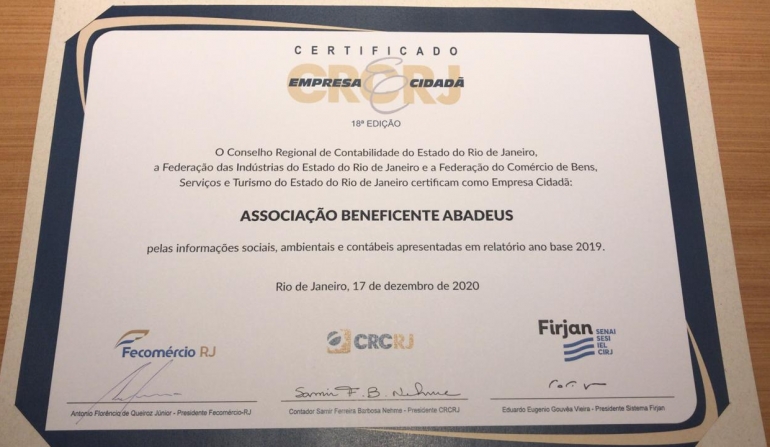 CERTIFICADO
CRCRJ
EMPRESA E CIDADÃ
18ª EDIÇÃO
O Conselho Regional de Contabilidade do Estado do Rio de Janeiro,
a Federação das Indústrias do Estado do Rio de Janeiro e a Federação do Comércio de Bens,
Serviços e Turismo do Estado do Rio de Janeiro certificam como Empresa Cidadã:
ASSOCIAÇÃO BENEFICENTE ABADEUS
pelas informações sociais, ambientais e contábeis apresentadas em relatório ano base 2019.
Rio de Janeiro, 17 de dezembro de 2020
Fecomércio RJ
CRCRJ
Firjan SENAI
SESI
IEL
CIRJ
Samir F. B. Nehme
Antonio Florêncio de Queiroz Júnior - Presidente Fecomércio-RJ
Contador Samir Ferreira Barbosa Nehme - Presidente CRCRJ
Eduardo Eugenio Gouvêa Vieira - Presidente Sistema Firjan